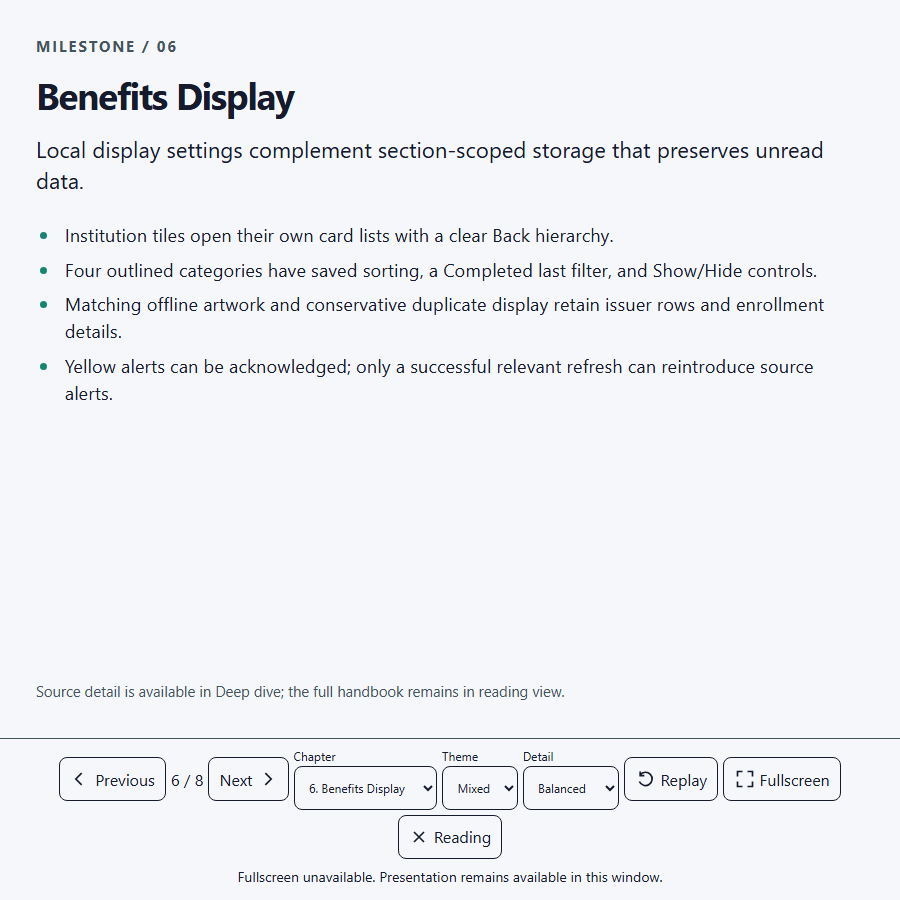 MILESTONE / 06
Benefits Display
Local display settings complement section-scoped storage that preserves unread
data.
Institution tiles open their own card lists with a clear Back hierarchy.
Four outlined categories have saved sorting, a Completed last filter, and Show/Hide controls.
Matching offline artwork and conservative duplicate display retain issuer rows and enrollment
details.
Yellow alerts can be acknowledged; only a successful relevant refresh can reintroduce source
alerts.
Source detail is available in Deep dive; the full handbook remains in reading view.
Chapter Theme Detail
Previous 6 / 8 Next 6. Benefits Display Mixed Balanced Replay Fullscreen
Reading
Fullscreen unavailable. Presentation remains available in this window.